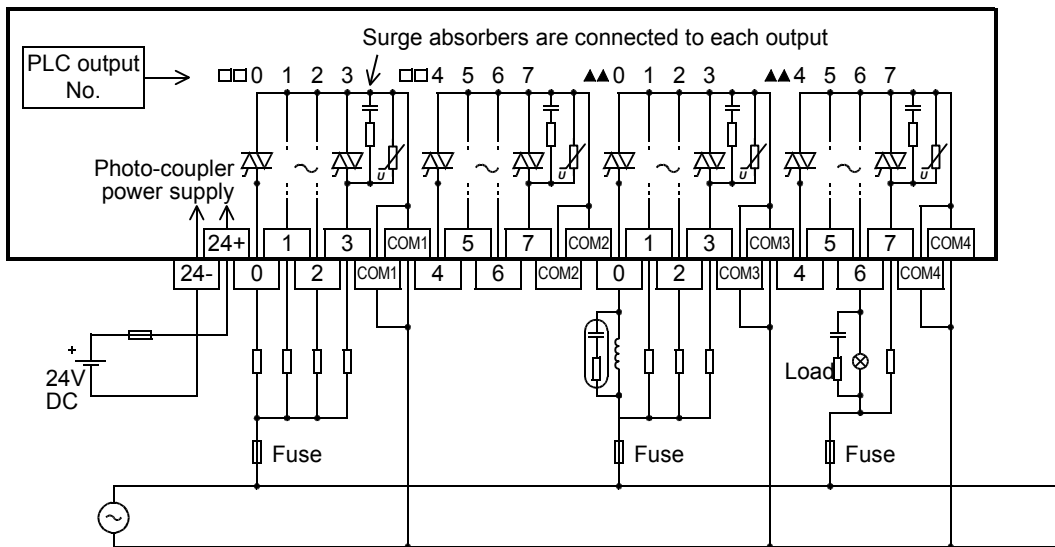 Surge absorbers are connected to each output
PLC output
No.
□□0 1 2 3 □□4 5 6 7 ▲▲0 1 2 3 ▲▲4 5 6 7
Photo-coupler
power supply
U U U U
24+ 1 3 COM1 5 7 COM2 1 3 COM3 5 7 COM4
24- 0 2 COM1 4 6 COM2 0 2 COM3 4 6 COM4
+
24V
DC
Load
Fuse Fuse Fuse